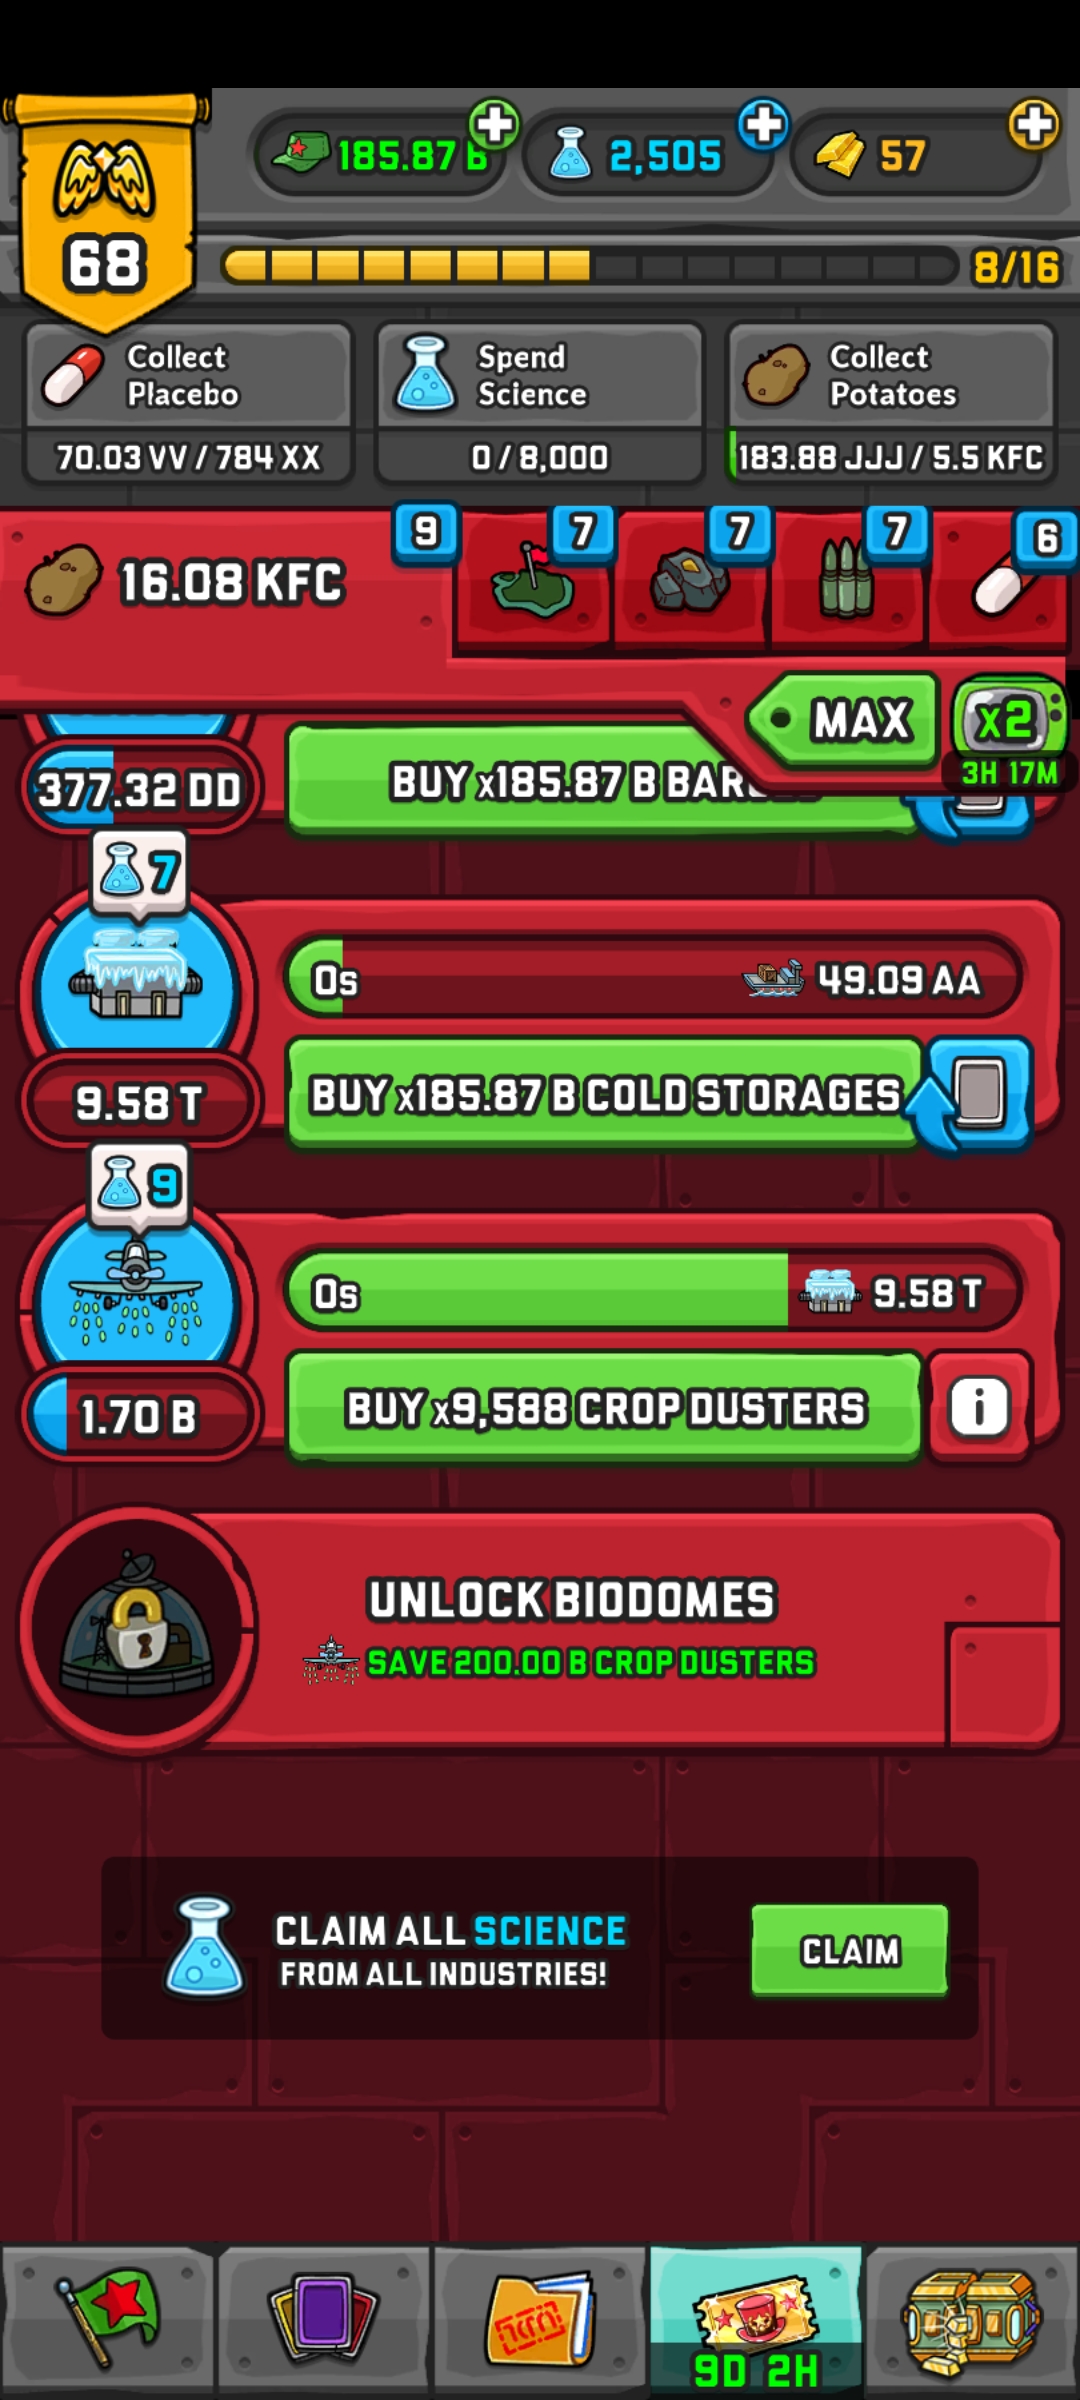 185.87 B
2,505
57
68
8/16
Collect
Placebo
70.03 VV / 784 XX
Spend
Science
0 / 8,000
Collect
Potatoes
183.88 JJJ / 5.5 KFC
16.08 KFC
9
7
7
7
6
MAX
x2
3H 17M
377.32 DD
BUY x185.87 B
7
0s
49.09 AA
9.58 T
BUY x185.87 B COLD STORAGES
9
0s
9.58 T
1.70 B
BUY x9,588 CROP DUSTERS
i
UNLOCK BIODOMES
SAVE 200.00 B CROP DUSTERS
CLAIM ALL SCIENCE
FROM ALL INDUSTRIES!
CLAIM
9D 2H